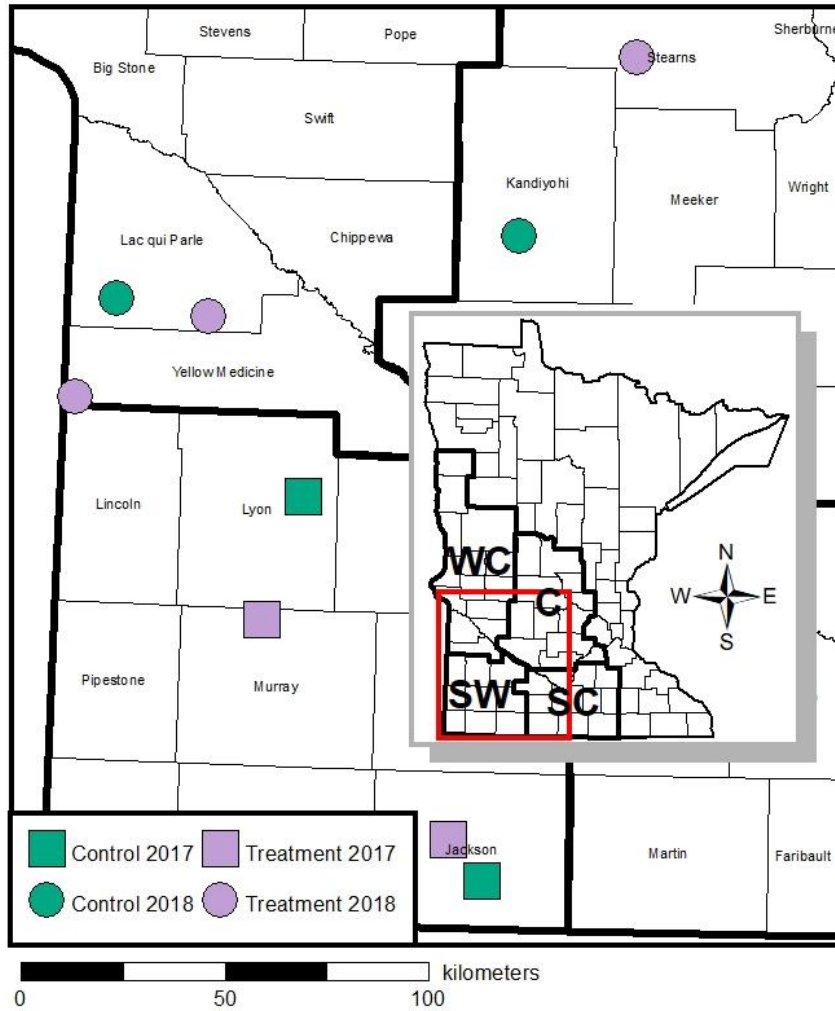 Stevens
Pope
Sherburne
Big Stone
Stearns
Swift
Kandiyohi
Meeker
Wright
Lac qui Parle
Chippewa
Yellow Medicine
Lincoln
Lyon
Pipestone
Murray
WC
C
SW
SC
N
W
E
S
Jackson
Martin
Faribault
Control 2017
Treatment 2017
Control 2018
Treatment 2018
kilometers
0
50
100